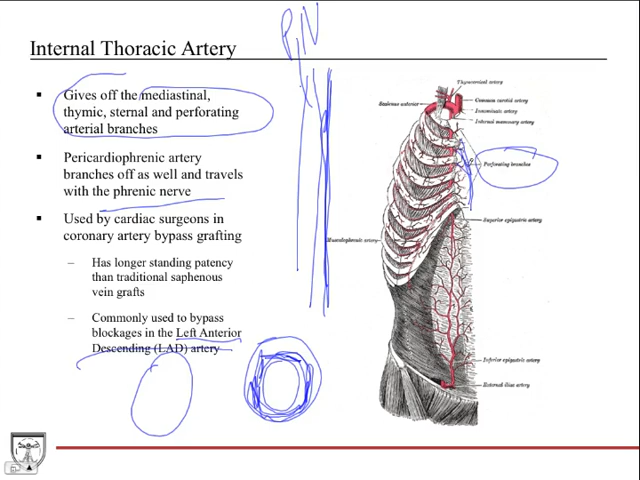 PIN
Internal Thoracic Artery
Gives off the mediastinal,
thymic, sternal and perforating
arterial branches
Pericardiophrenic artery
branches off as well and travels
with the phrenic nerve
Used by cardiac surgeons in
coronary artery bypass grafting
– Has longer standing patency
than traditional saphenous
vein grafts
– Commonly used to bypass
blockages in the Left Anterior
Descending (LAD) artery
Thyrocervical artery
Scalenus anterior
Common carotid artery
Innominate artery
Internal mammary artery
Perforating branches
Superior epigastric artery
Musculophrenic artery
Inferior epigastric artery
External iliac artery